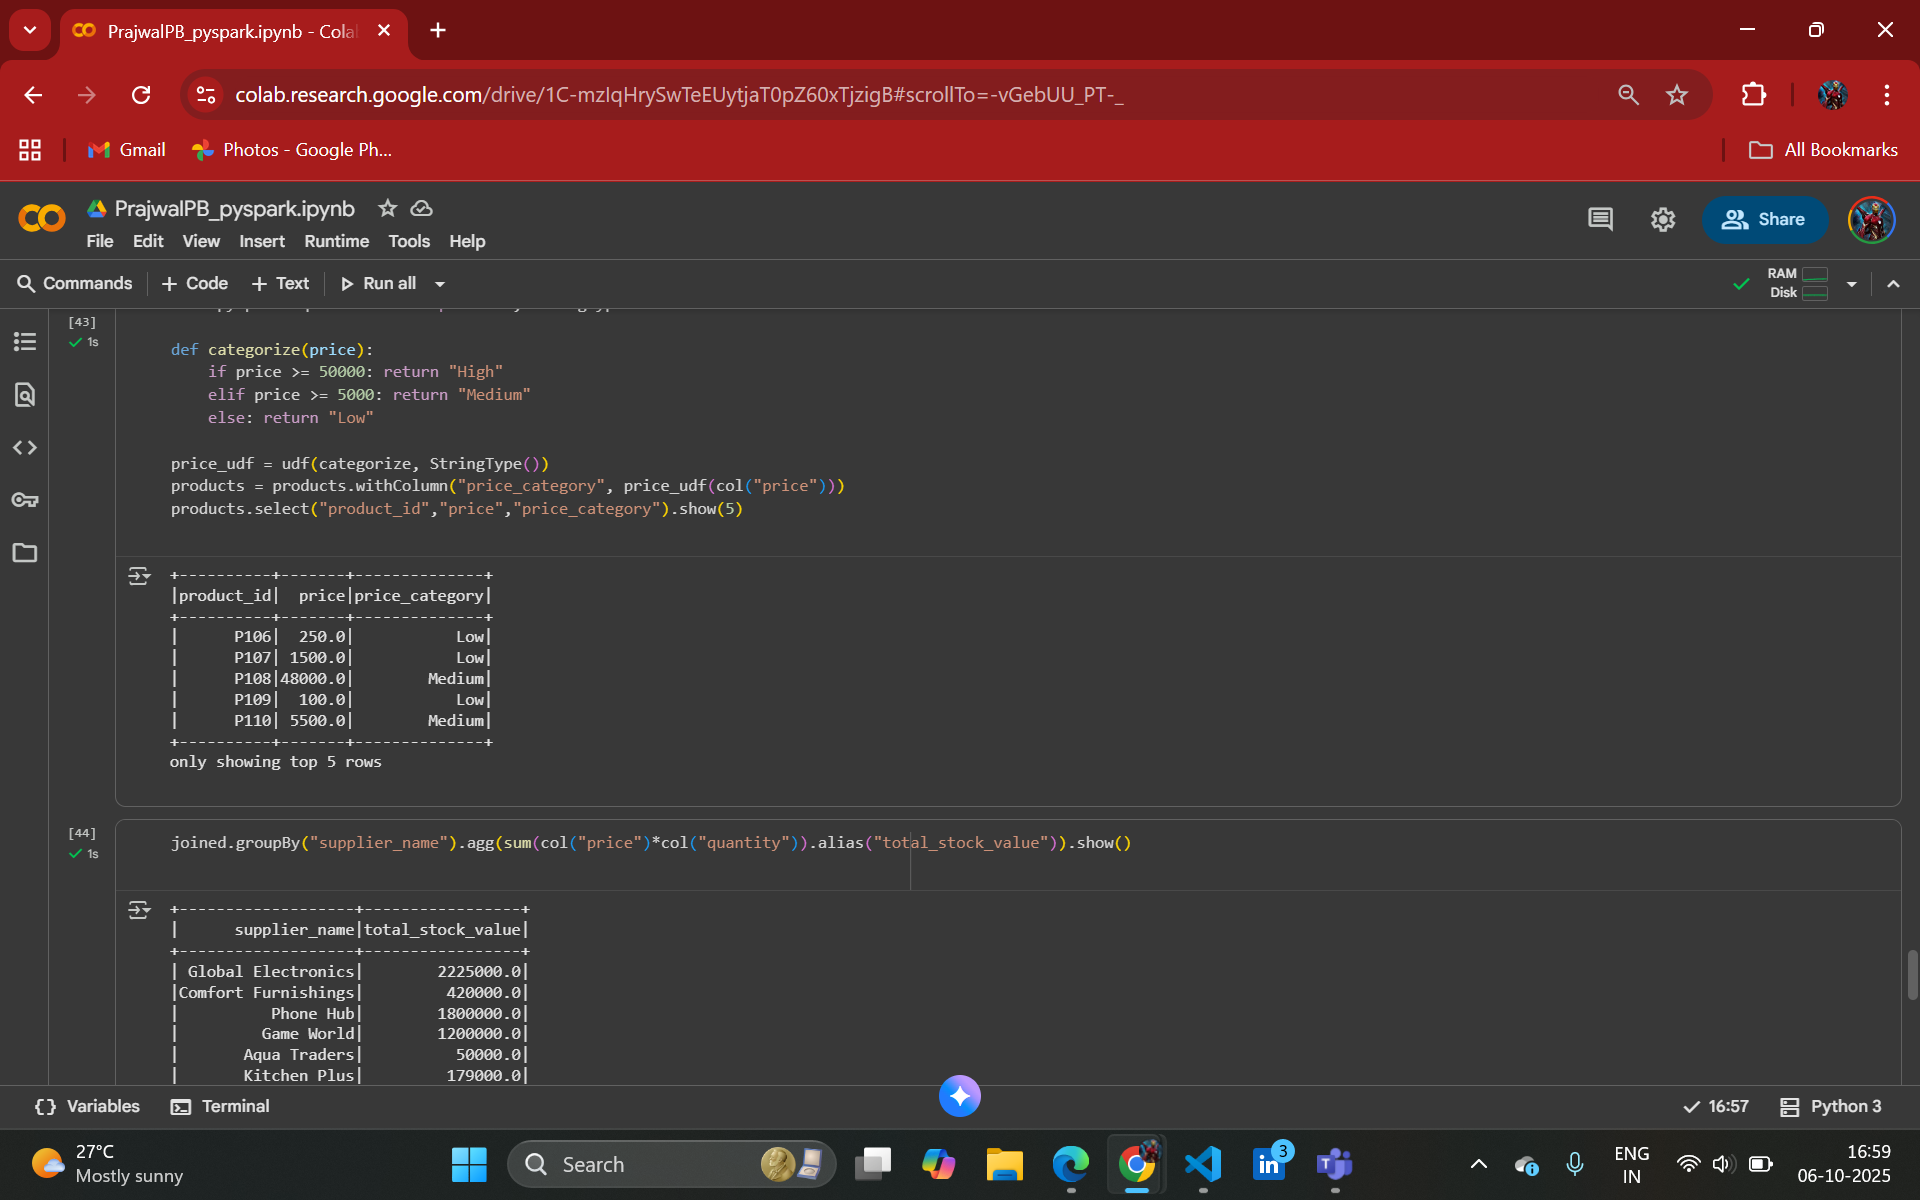 PrajwalPB_pyspark.ipynb - Cola
colab.research.google.com/drive/1C-mzIqHrySwTeEUytjaT0pZ60xTjzigB#scrollTo=-vGebUU_PT-_
Gmail
Photos - Google Ph...
All Bookmarks
PrajwalPB_pyspark.ipynb
File Edit View Insert Runtime Tools Help
Share
Commands + Code + Text Run all
RAM
Disk
[43]
1s
def categorize(price):
    if price >= 50000: return "High"
    elif price >= 5000: return "Medium"
    else: return "Low"
price_udf = udf(categorize, StringType())
products = products.withColumn("price_category", price_udf(col("price")))
products.select("product_id","price","price_category").show(5)
+----------+-------+--------------+
|product_id|  price|price_category|
+----------+-------+--------------+
|      P106|  250.0|           Low|
|      P107| 1500.0|           Low|
|      P108|48000.0|        Medium|
|      P109|  100.0|           Low|
|      P110| 5500.0|        Medium|
+----------+-------+--------------+
only showing top 5 rows
[44]
1s
joined.groupBy("supplier_name").agg(sum(col("price")*col("quantity")).alias("total_stock_value")).show()
+-------------------+-----------------+
|      supplier_name|total_stock_value|
+-------------------+-----------------+
| Global Electronics|        2225000.0|
|Comfort Furnishings|         420000.0|
|          Phone Hub|        1800000.0|
|         Game World|        1200000.0|
|       Aqua Traders|          50000.0|
|       Kitchen Plus|         179000.0|
Variables Terminal
16:57 Python 3
27°C
Mostly sunny
Search
3
ENG
IN
16:59
06-10-2025